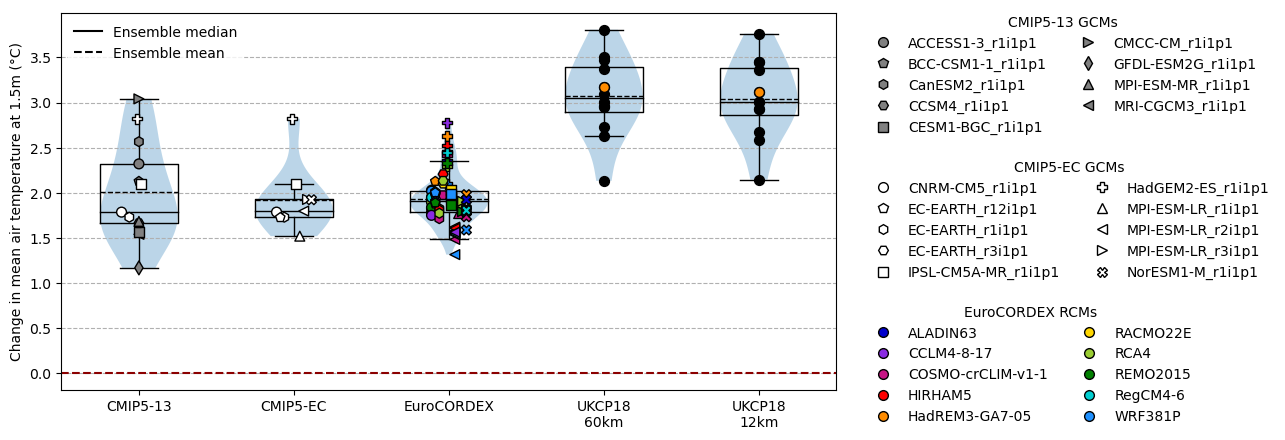 Change in mean air temperature at 1.5m (°C)
3.5
3.0
2.5
2.0
1.5
1.0
0.5
0.0
Ensemble median
Ensemble mean
CMIP5-13
CMIP5-EC
EuroCORDEX
UKCP18
60km
UKCP18
12km
CMIP5-13 GCMs
ACCESS1-3_r1i1p1
BCC-CSM1-1_r1i1p1
CanESM2_r1i1p1
CCSM4_r1i1p1
CESM1-BGC_r1i1p1
CMCC-CM_r1i1p1
GFDL-ESM2G_r1i1p1
MPI-ESM-MR_r1i1p1
MRI-CGCM3_r1i1p1
CMIP5-EC GCMs
CNRM-CM5_r1i1p1
EC-EARTH_r12i1p1
EC-EARTH_r1i1p1
EC-EARTH_r3i1p1
IPSL-CM5A-MR_r1i1p1
HadGEM2-ES_r1i1p1
MPI-ESM-LR_r1i1p1
MPI-ESM-LR_r2i1p1
MPI-ESM-LR_r3i1p1
NorESM1-M_r1i1p1
EuroCORDEX RCMs
ALADIN63
CCLM4-8-17
COSMO-crCLIM-v1-1
HIRHAM5
HadREM3-GA7-05
RACMO22E
RCA4
REMO2015
RegCM4-6
WRF381P